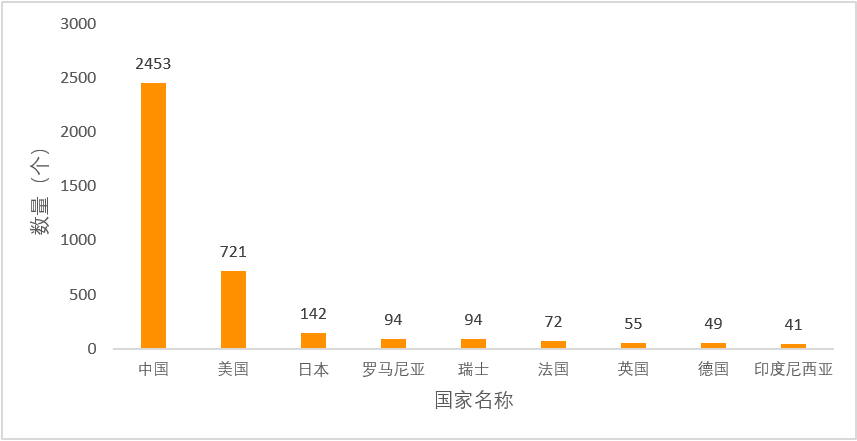 3000
2500
2000
1500
1000
500
0
数量（个）
2453
721
142
94
94
72
55
49
41
中国
美国
日本
罗马尼亚
瑞士
法国
英国
德国
印度尼西亚
国家名称